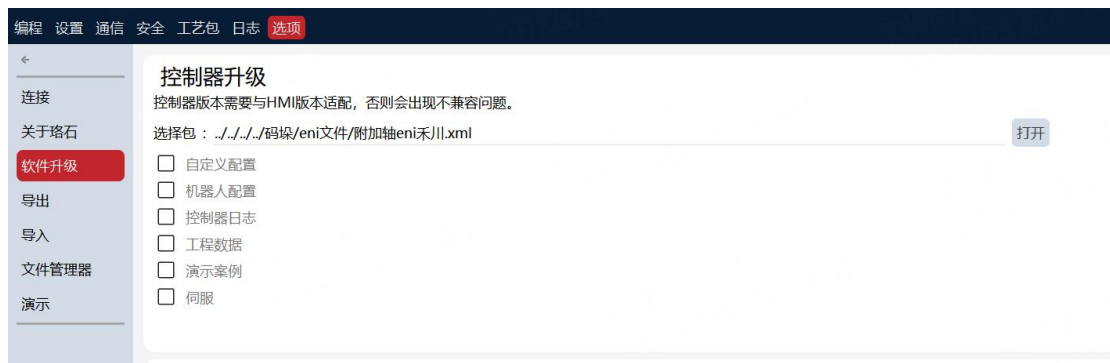 编程 设置 通信 安全 工艺包 日志 选项
←
连接
关于珞石
软件升级
导出
导入
文件管理器
演示
控制器升级
控制器版本需要与HMI版本适配，否则会出现不兼容问题。
选择包： ../../../../码垛/eni文件/附加轴eni禾川.xml 打开
自定义配置
机器人配置
控制器日志
工程数据
演示案例
伺服